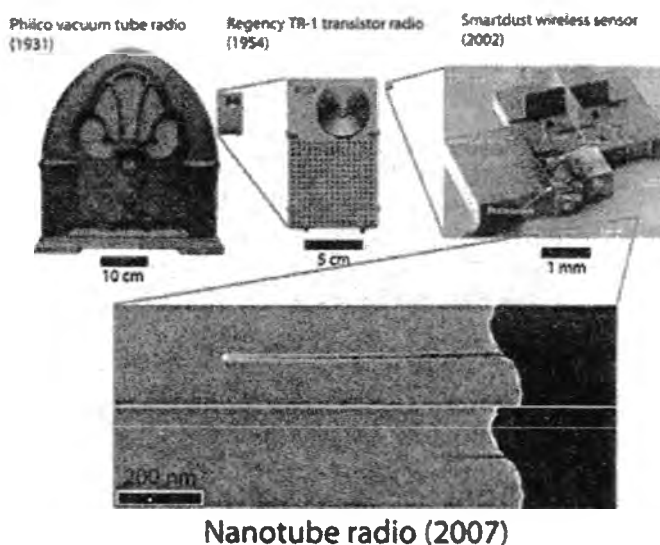 Philco vacuum tube radio
(1931)
Regency TR-1 transistor radio
(1954)
Smartdust wireless sensor
(2002)
10 cm
5 cm
1 mm
200 nm
Nanotube radio (2007)